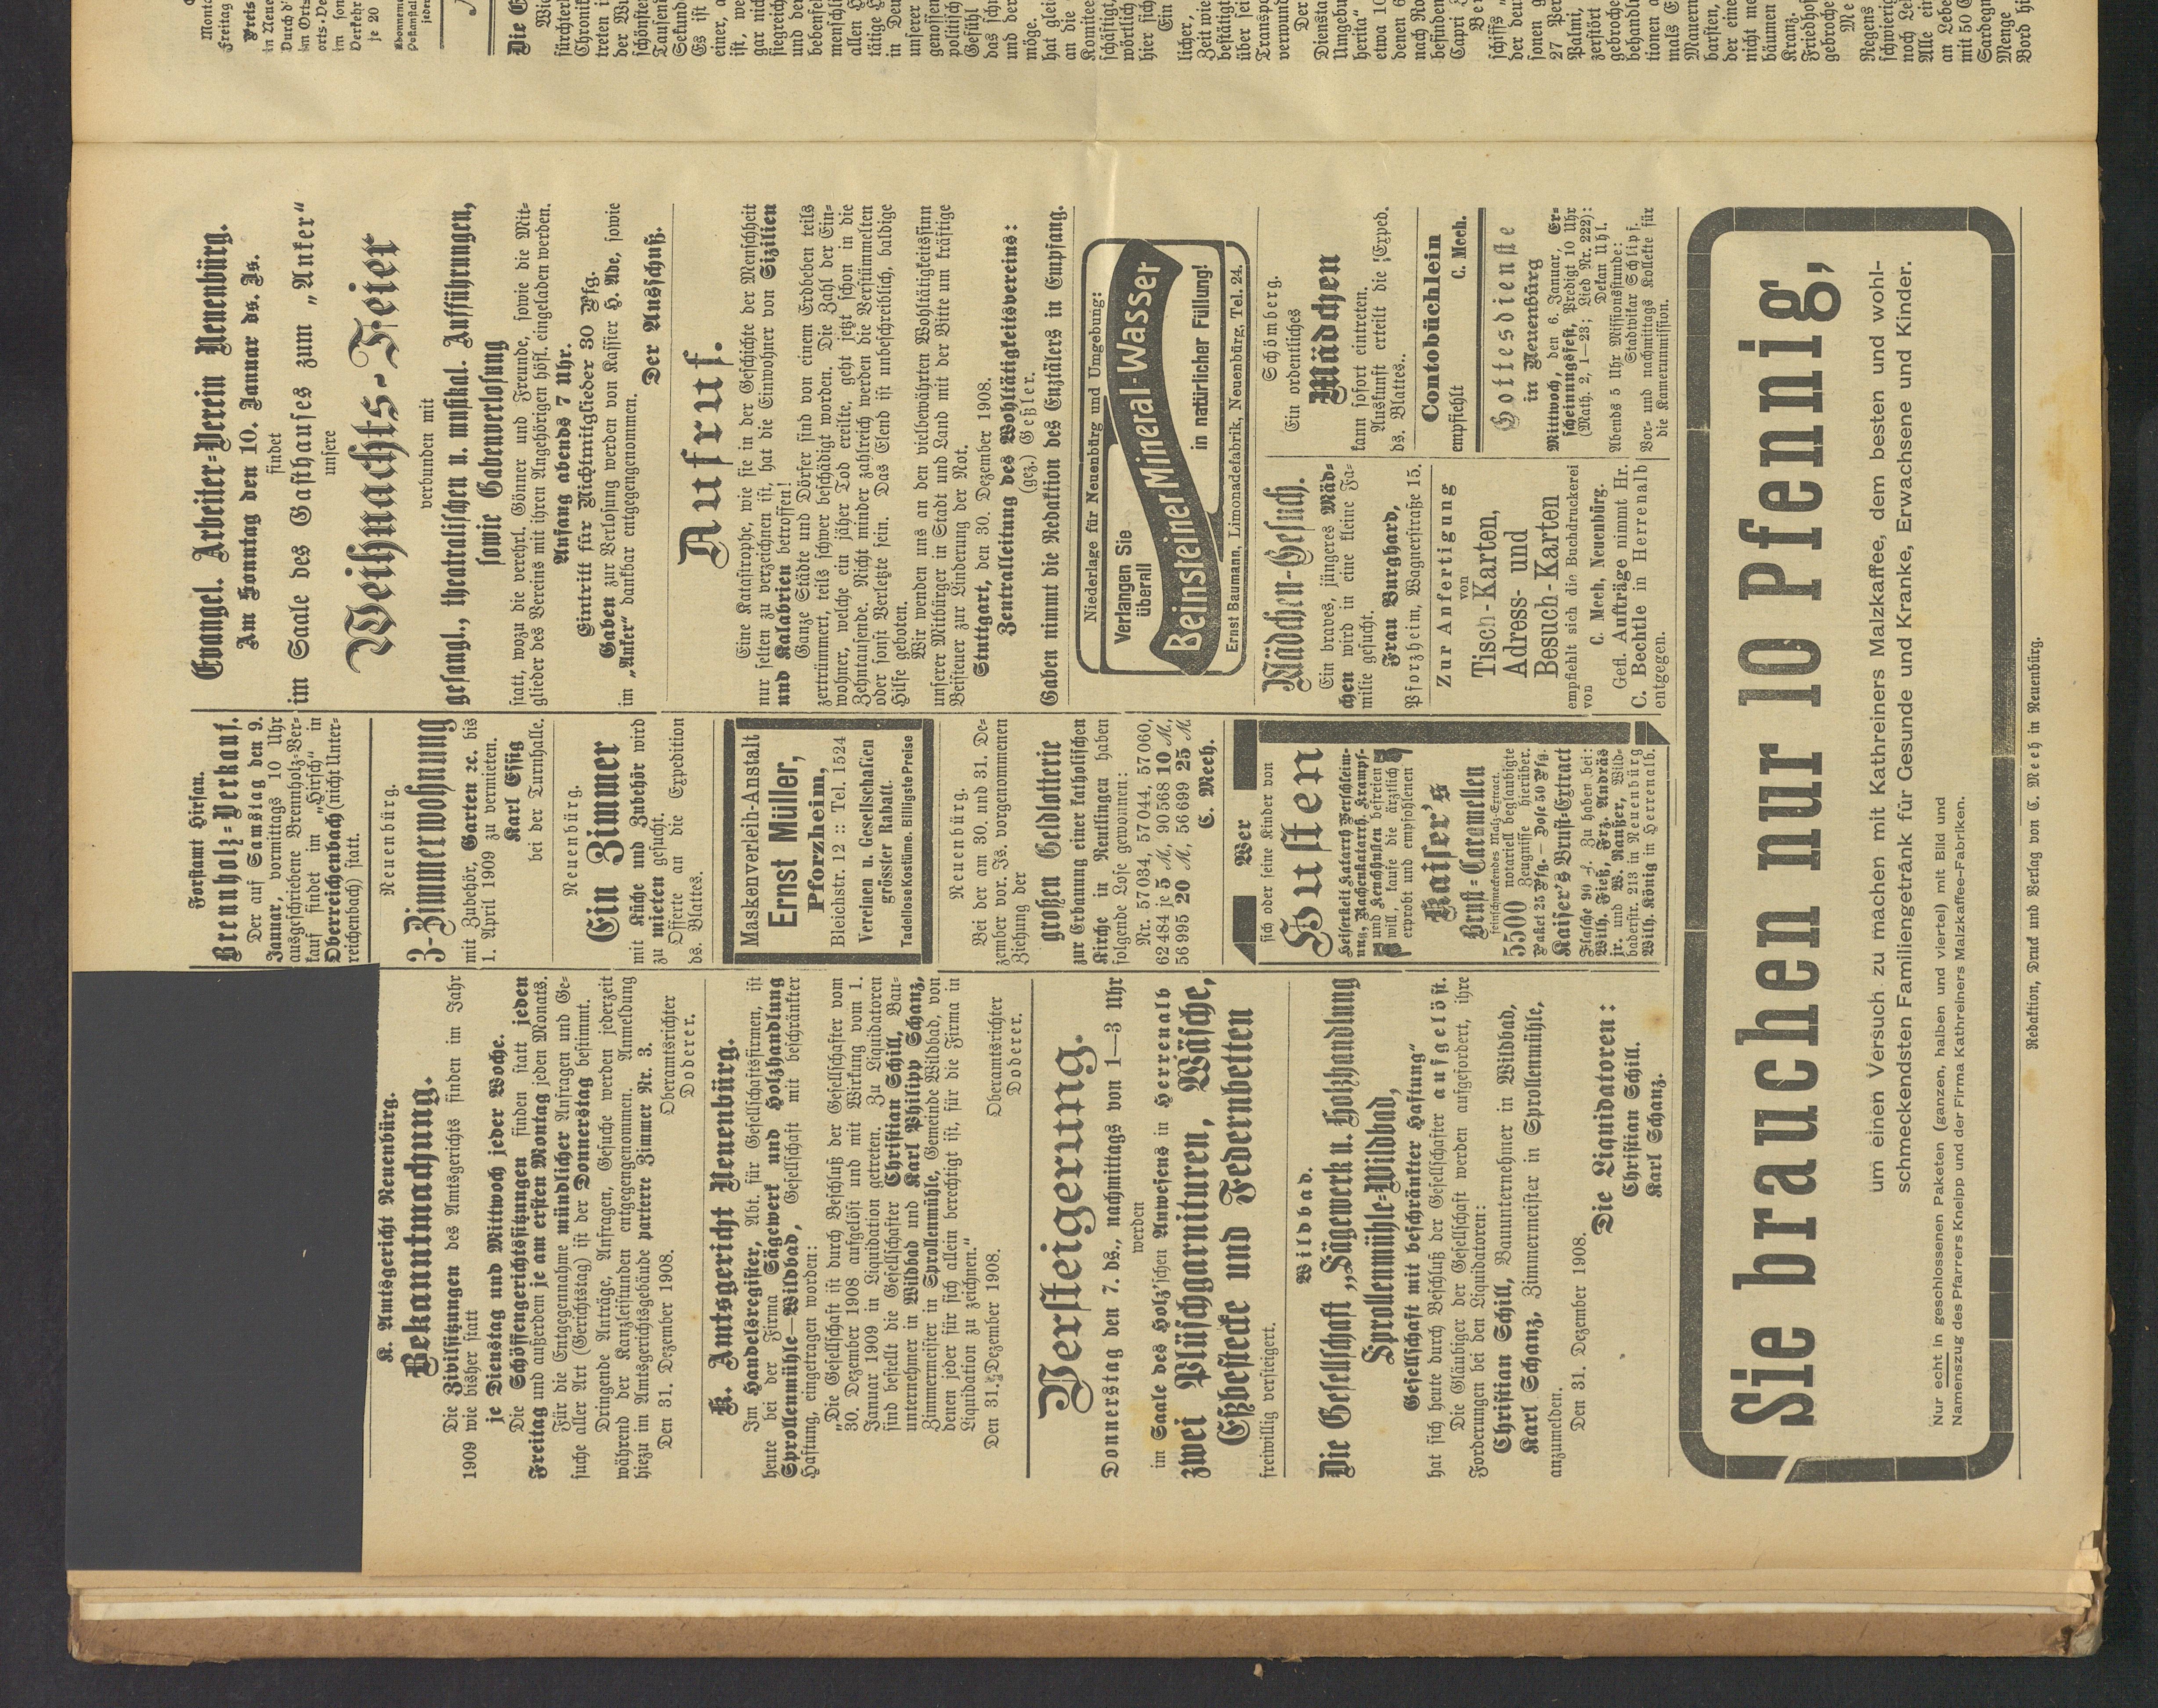 K. Amtsgericht Neuenbürg.
Bekanntmachung.
Die Zivilsitzungen des Amtsgerichts finden im Jahr
1909 wie bisher statt
je Dienstag und Mittwoch jeder Woche.
Die Schöffengerichtssitzungen finden statt jeden
Freitag und außerdem je am ersten Montag jeden Monats.
Für die Entgegennahme mündlicher Anfragen und Ge-
suche aller Art (Gerichtstag) ist der Donnerstag bestimmt.
Dringende Anträge, Anfragen, Gesuche werden jederzeit
während der Kanzleistunden entgegengenommen. Anmeldung
hiezu im Amtsgerichtsgebäude parterre Zimmer Nr. 3.
Den 31. Dezember 1908.
Oberamtsrichter
Doderer.
K. Amtsgericht Neuenbürg.
Im Handelsregister, Abt. für Gesellschaftsfirmen, ist
heute bei der Firma Sägewerk und Holzhandlung
Sprollenmühle—Wildbad, Gesellschaft mit beschränkter
Haftung, eingetragen worden:
„Die Gesellschaft ist durch Beschluß der Gesellschafter vom
30. Dezember 1908 aufgelöst und mit Wirkung vom 1.
Januar 1909 in Liquidation getreten. Zu Liquidatoren
sind bestellt die Gesellschafter Christian Schill, Bau-
unternehmer in Wildbad und Karl Philipp Schanz,
Zimmermeister in Sprollenmühle, Gemeinde Wildbad, von
denen jeder für sich allein berechtigt ist, für die Firma in
Liquidation zu zeichnen.“
Den 31. Dezember 1908.
Oberamtsrichter
Doderer.
Versteigerung.
Donnerstag den 7. ds., nachmittags von 1—3 Uhr
werden
im Saale des Holz'schen Anwesens in Herrenalb
zwei Plüschgarnituren, Wäsche,
Eßbestecke und Federnbetten
freiwillig versteigert.
Wildbad.
Die Gesellschaft „Sägewerk u. Holzhandlung
Sprollenmühle-Wildbad,
Gesellschaft mit beschränkter Haftung“
hat sich heute durch Beschluß der Gesellschafter aufgelöst.
Die Gläubiger der Gesellschaft werden aufgefordert, ihre
Forderungen bei den Liquidatoren:
Christian Schill, Bauunternehmer in Wildbad,
Karl Schanz, Zimmermeister in Sprollenmühle,
anzumelden.
Den 31. Dezember 1908.
Die Liquidatoren:
Christian Schill.
Karl Schanz.
Forstamt Hirsau.
Brennholz-Verkauf.
Der auf Samstag den 9.
Januar, vormittags 10 Uhr
ausgeschriebene Brennholz-Ver-
kauf findet im „Hirsch“ in
Oberreichenbach (nicht Unter-
reichenbach) statt.
Neuenbürg.
3-Zimmerwohnung
mit Zubehör, Garten ꝛc. bis
1. April 1909 zu vermieten.
Karl Essig
bei der Turnhalle.
Neuenbürg.
Ein Zimmer
mit Küche und Zubehör wird
zu mieten gesucht.
Offerte an die Expedition
ds. Blattes.
Maskenverleih-Anstalt
Ernst Müller,
Pforzheim,
Bleichstr. 12 :: Tel. 1524
Vereinen u. Gesellschaften
grösster Rabatt.
Tadellose Kostüme. Billigste Preise
Neuenbürg.
Bei der am 30. und 31. De-
zember vor. Js. vorgenommenen
Ziehung der
großen Geldlotterie
zur Erbauung einer katholischen
Kirche in Reutlingen haben
folgende Lose gewonnen:
Nr. 57034, 57044, 57060,
62484 je 5 M, 90568 10 M,
56995 20 M, 56699 25 M
C. Meeh.
Wer
sich oder seine Kinder von
Husten
Heiserkeit Katarrh Verschleim-
ung, Rachenkatarrh, Krampf-
und Keuchhusten befreien
will, kaufe die ärztlich
erprobt und empfohlenen
Kaiser's
Brust-Caramellen
feinschmeckendes Malz-Extract.
5500 notariell beglaubigte
Zeugnisse hierüber.
Paket 25 Pfg. — Dose 50 Pfg.
Kaiser's Brust-Extract
Flasche 90 ₰. Zu haben bei:
Wilh. Fieß, Frz. Andräs
jr. und W. Raußer, Wild-
baderstr. 213 in Neuenbürg
Wilh. König in Herrenalb.
Evangel. Arbeiter-Verein Neuenbürg.
Am Sonntag den 10. Januar ds. Js.
findet
im Saale des Gasthauses zum „Anker“
unsere
Weihnachts-Feier
verbunden mit
gesangl., theatralischen u. musikal. Aufführungen,
sowie Gabenverlosung
statt, wozu die verehrl. Gönner und Freunde, sowie die Mit-
glieder des Vereins mit ihren Angehörigen höfl. eingeladen werden.
Anfang abends 7 Uhr.
Eintritt für Nichtmitglieder 30 Pfg.
Gaben zur Verlosung werden von Kassier H. Abe, sowie
im „Anker“ dankbar entgegengenommen.
Der Ausschuß.
Aufruf.
Eine Katastrophe, wie sie in der Geschichte der Menschheit
nur selten zu verzeichnen ist, hat die Einwohner von Sizilien
und Kalabrien betroffen!
Ganze Städte und Dörfer sind von einem Erdbeben teils
zertrümmert, teils schwer beschädigt worden. Die Zahl der Ein-
wohner, welche ein jäher Tod ereilte, geht jetzt schon in die
Zehntausende. Nicht minder zahlreich werden die Verstümmelten
oder sonst Verletzte sein. Das Elend ist unbeschreiblich, baldige
Hilfe geboten.
Wir wenden uns an den vielbewährten Wohltätigkeitssinn
unserer Mitbürger in Stadt und Land mit der Bitte um kräftige
Beisteuer zur Linderung der Not.
Stuttgart, den 30. Dezember 1908.
Zentralleitung des Wohltätigkeitsvereins:
(gez.) Geßler.
Gaben nimmt die Redaktion des Enztälers in Empfang.
Niederlage für Neuenbürg und Umgebung:
Verlangen Sie
überall
Beinsteiner Mineral-Wasser
in natürlicher Füllung!
Ernst Baumann, Limonadefabrik, Neuenbürg, Tel. 24.
Mädchen-Gesuch.
Ein braves, jüngeres Mäd-
chen wird in eine kleine Fa-
milie gesucht.
Frau Burghard,
Pforzheim, Wagnerstraße 15.
Zur Anfertigung
von
Tisch-Karten,
Adress- und
Besuch-Karten
empfiehlt sich die Buchdruckerei
von
C. Meeh, Neuenbürg.
Gefl. Aufträge nimmt Hr.
C. Bechtle in Herrenalb
entgegen.
Schömberg.
Ein ordentliches
Mädchen
kann sofort eintreten.
Auskunft erteilt die Exped.
ds. Blattes.
Contobüchlein
empfiehlt C. Meeh.
Gottesdienste
in Neuenbürg
Mittwoch, den 6. Januar, Er-
scheinungsfest, Predigt 10 Uhr
(Math. 2, 1—23; Lied Nr. 222):
Dekan Uhl.
Abends 5 Uhr Missionsstunde:
Stadtvikar Schlipf.
Vor- und nachmittags Kollekte für
die Kamerunmission.
Sie brauchen nur 10 Pfennig,
um einen Versuch zu machen mit Kathreiners Malzkaffee, dem besten und wohl-
schmeckendsten Familiengetränk für Gesunde und Kranke, Erwachsene und Kinder.
Nur echt in geschlossenen Paketen (ganzen, halben und viertel) mit Bild und
Namenszug des Pfarrers Kneipp und der Firma Kathreiners Malzkaffee-Fabriken.
Redaktion, Druck und Verlag von C. Meeh in Neuenbürg.